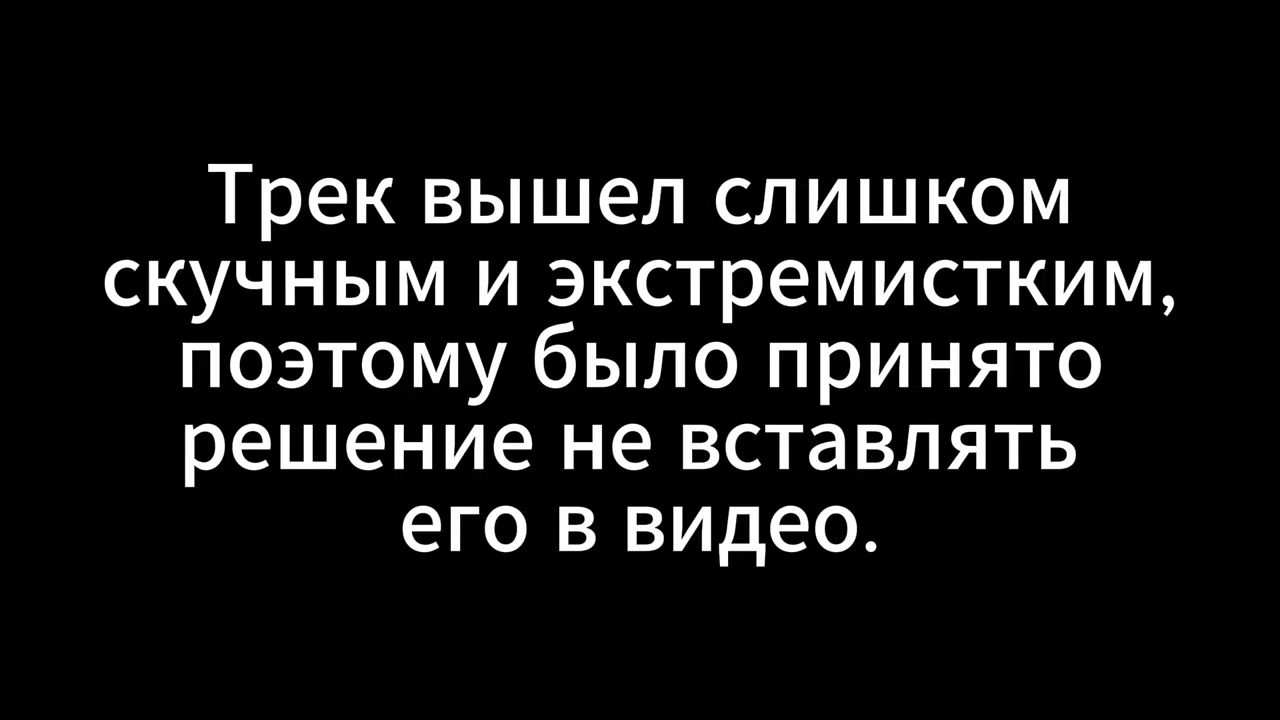 Трек вышел слишком
скучным и экстремистким,
поэтому было принято
решение не вставлять
его в видео.